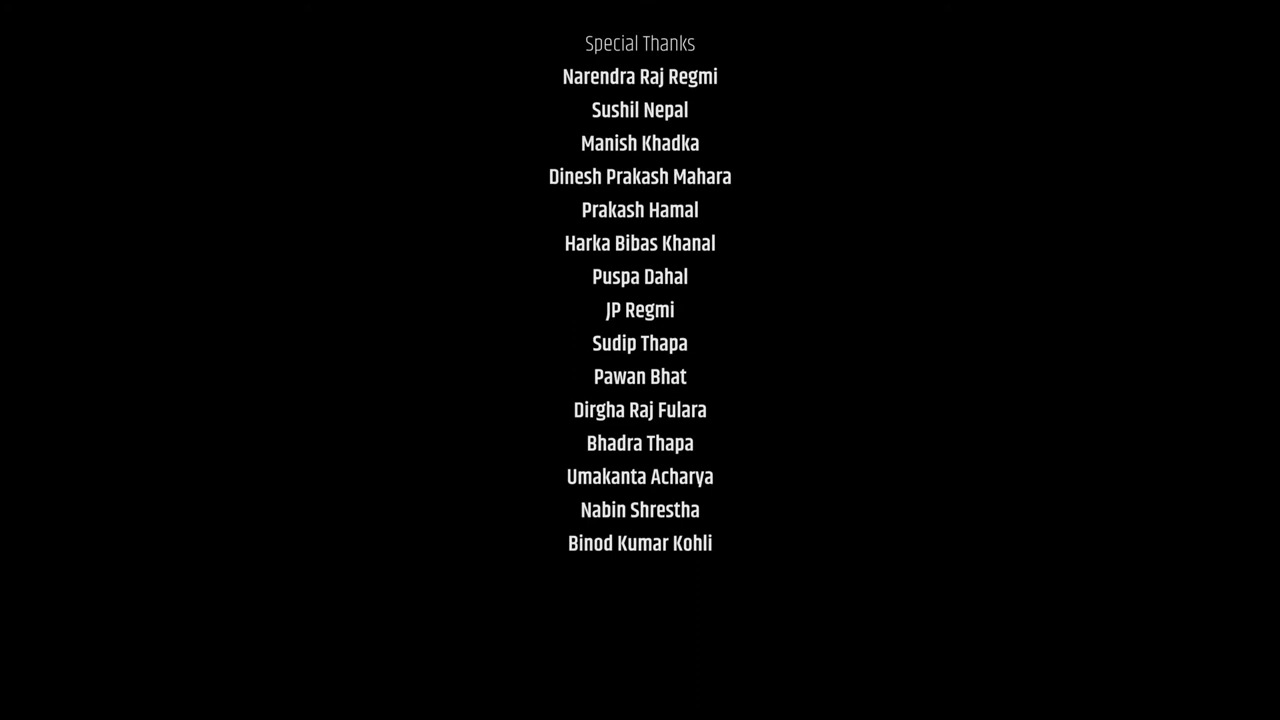 Special Thanks
Narendra Raj Regmi
Sushil Nepal
Manish Khadka
Dinesh Prakash Mahara
Prakash Hamal
Harka Bibas Khanal
Puspa Dahal
JP Regmi
Sudip Thapa
Pawan Bhat
Dirgha Raj Fulara
Bhadra Thapa
Umakanta Acharya
Nabin Shrestha
Binod Kumar Kohli